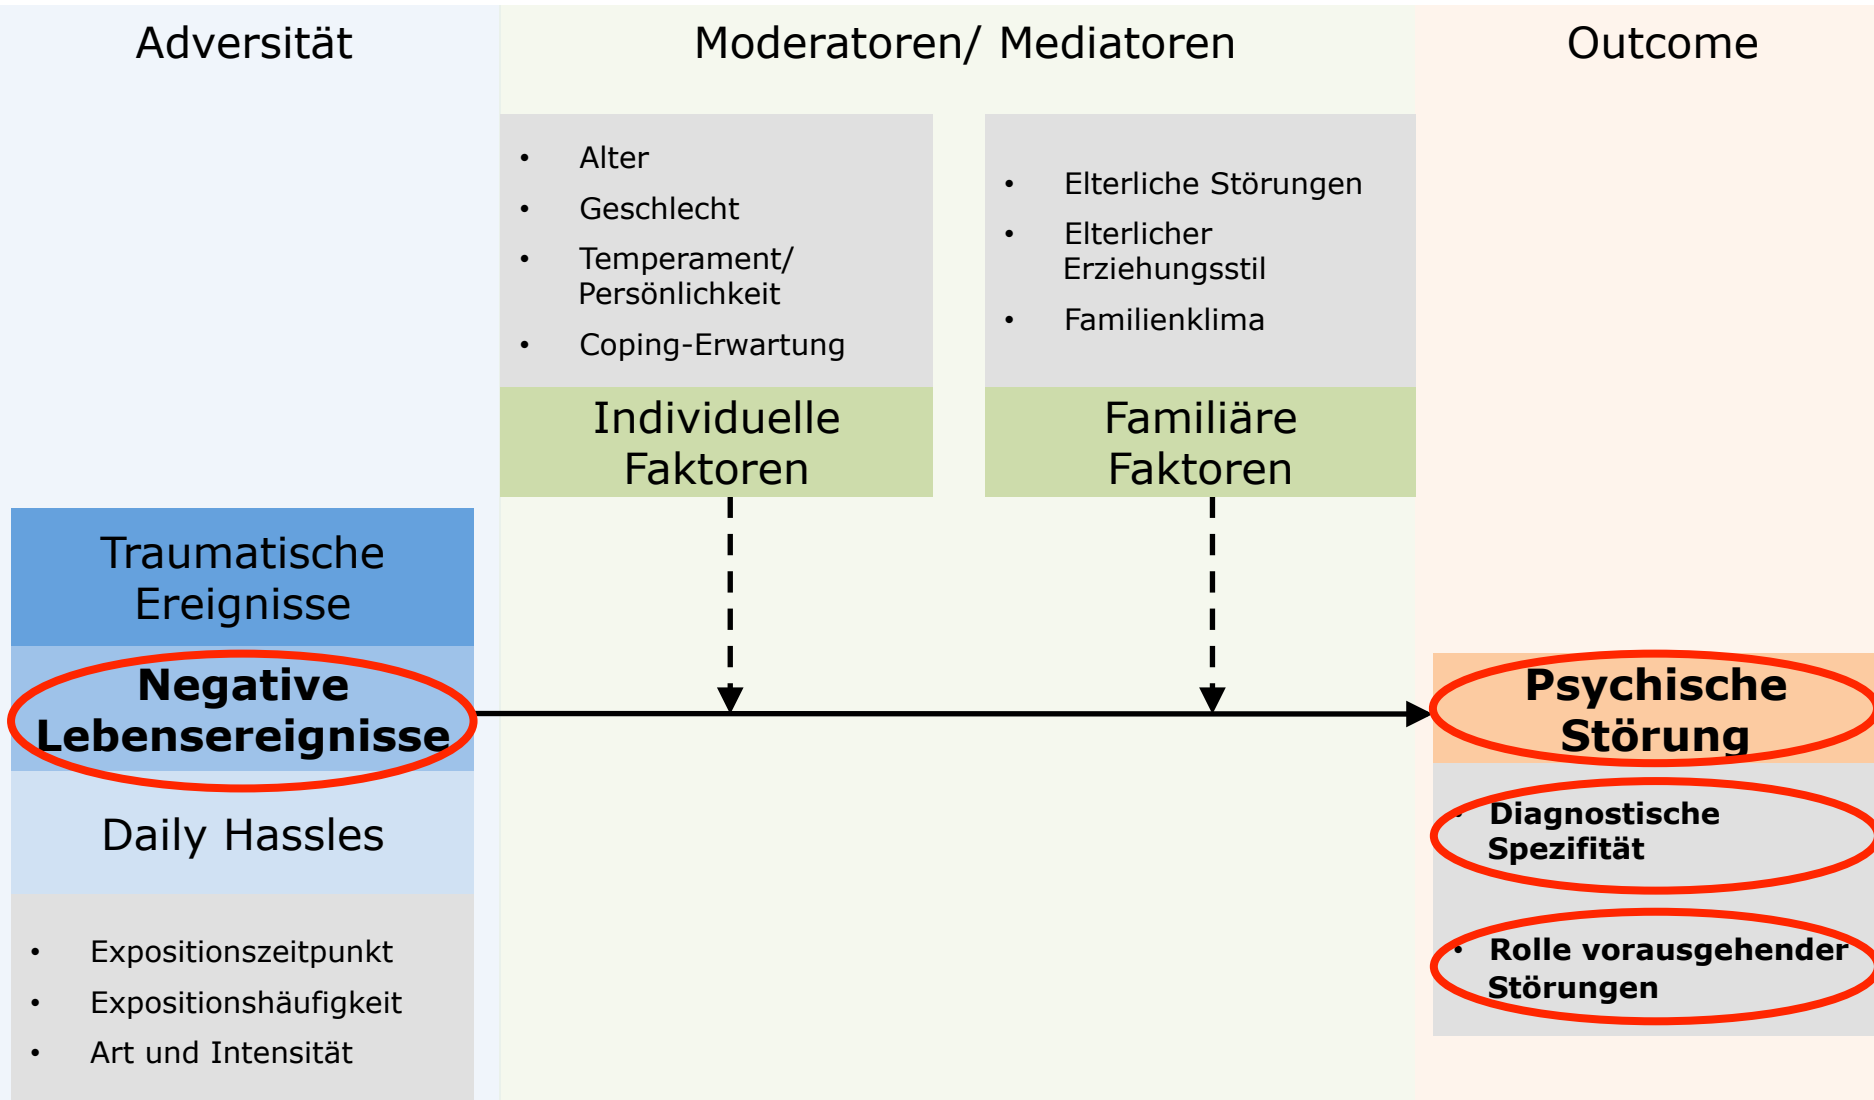 Adversität
Moderatoren/ Mediatoren
Outcome
• Alter
• Geschlecht
• Temperament/
Persönlichkeit
• Coping-Erwartung
Individuelle
Faktoren
• Elterliche Störungen
• Elterlicher
Erziehungsstil
• Familienklima
Familiäre
Faktoren
Traumatische
Ereignisse
Negative
Lebensereignisse
Daily Hassles
• Expositionszeitpunkt
• Expositionshäufigkeit
• Art und Intensität
Psychische
Störung
• Diagnostische
Spezifität
• Rolle vorausgehender
Störungen